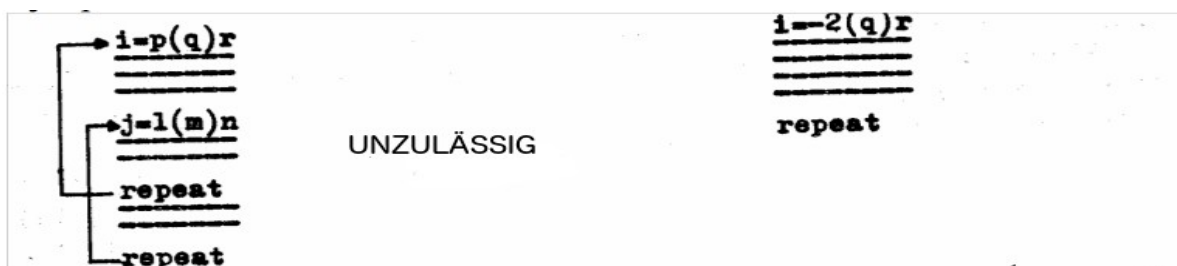 i=p(q)r
j=1(m)n
UNZULÄSSIG
repeat
repeat
i=-2(q)r
repeat